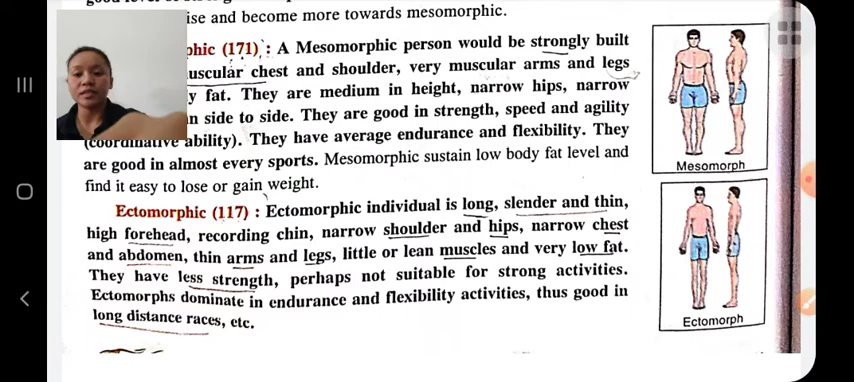 ise and become more towards mesomorphic.
phic (171) : A Mesomorphic person would be strongly built
uscular chest and shoulder, very muscular arms and legs
y fat. They are medium in height, narrow hips, narrow
n side to side. They are good in strength, speed and agility
(coordinative ability). They have average endurance and flexibility. They
are good in almost every sports. Mesomorphic sustain low body fat level and
find it easy to lose or gain weight.
Mesomorph
Ectomorphic (117) : Ectomorphic individual is long, slender and thin,
high forehead, recording chin, narrow shoulder and hips, narrow chest
and abdomen, thin arms and legs, little or lean muscles and very low fat.
They have less strength, perhaps not suitable for strong activities.
Ectomorphs dominate in endurance and flexibility activities, thus good in
long distance races, etc.
Ectomorph